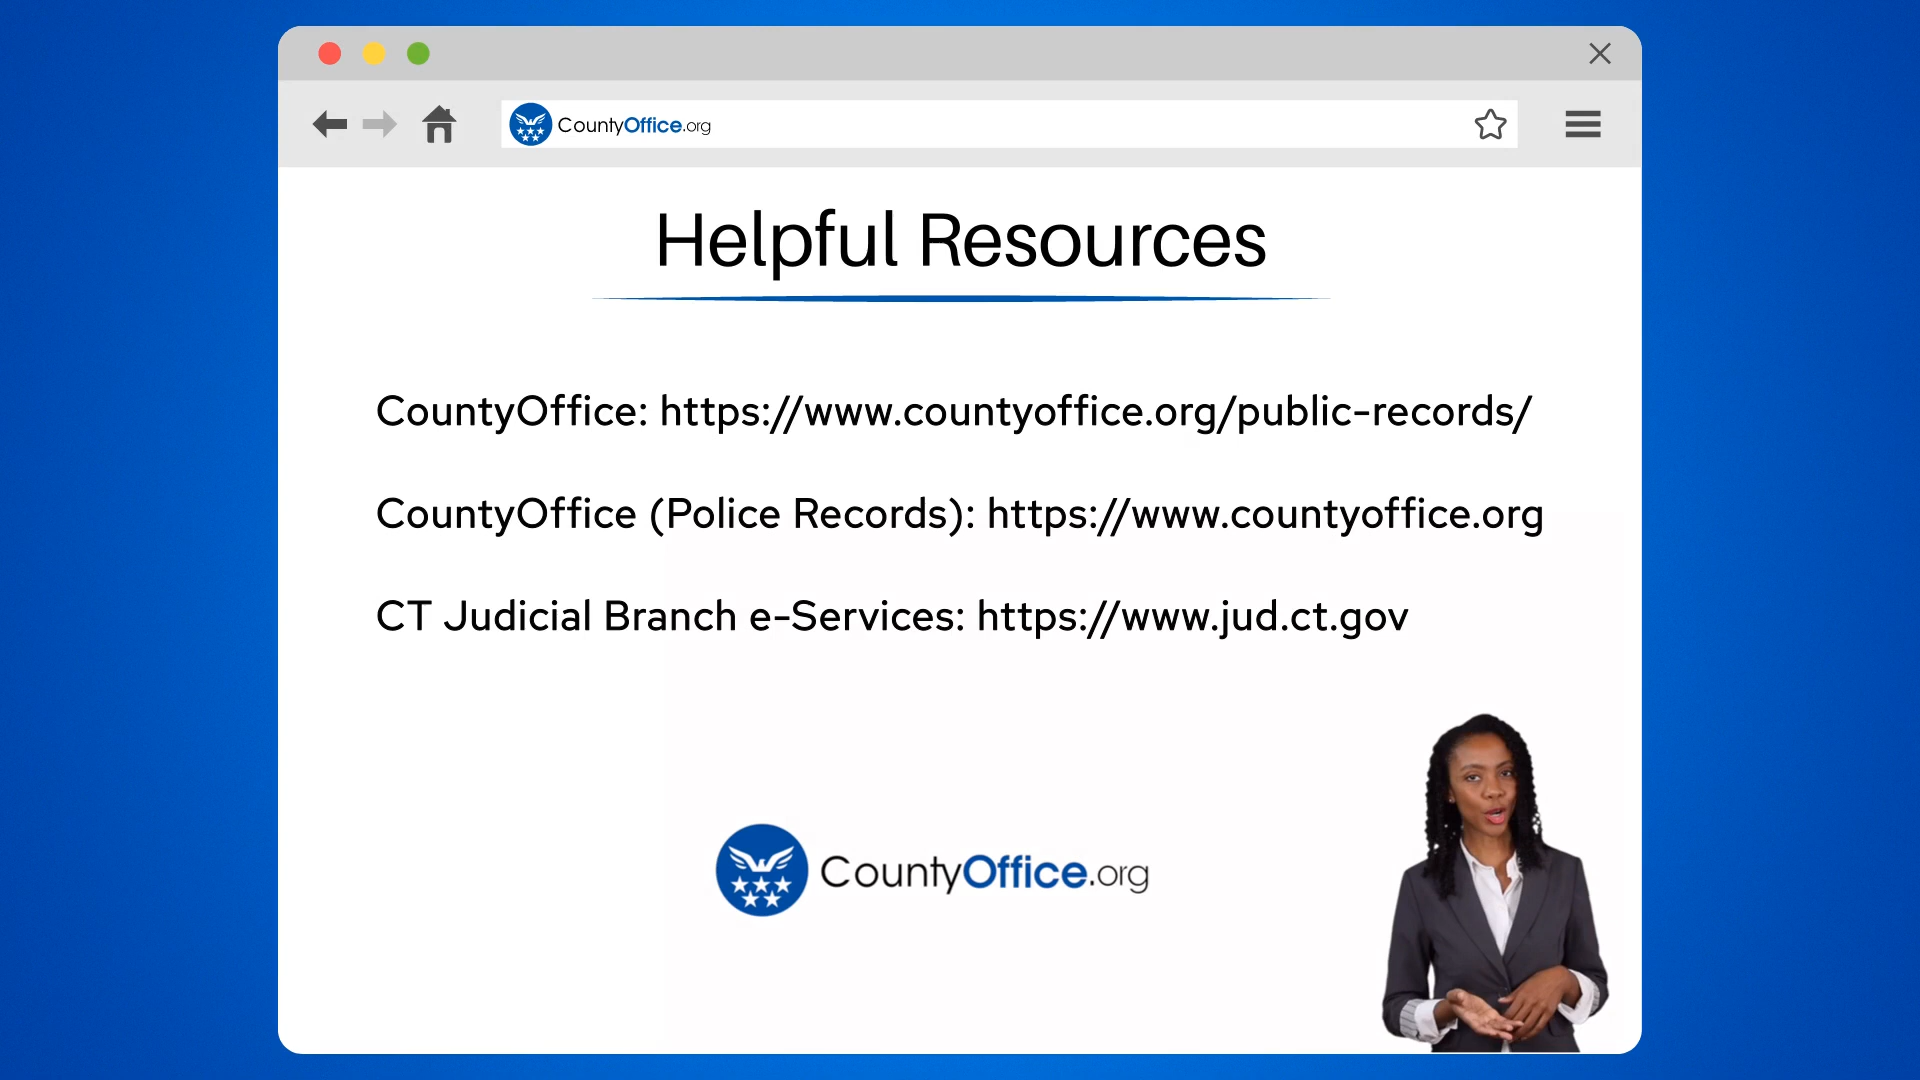 CountyOffice.org
Helpful Resources
CountyOffice: https://www.countyoffice.org/public-records/
CountyOffice (Police Records): https://www.countyoffice.org
CT Judicial Branch e-Services: https://www.jud.ct.gov
CountyOffice.org